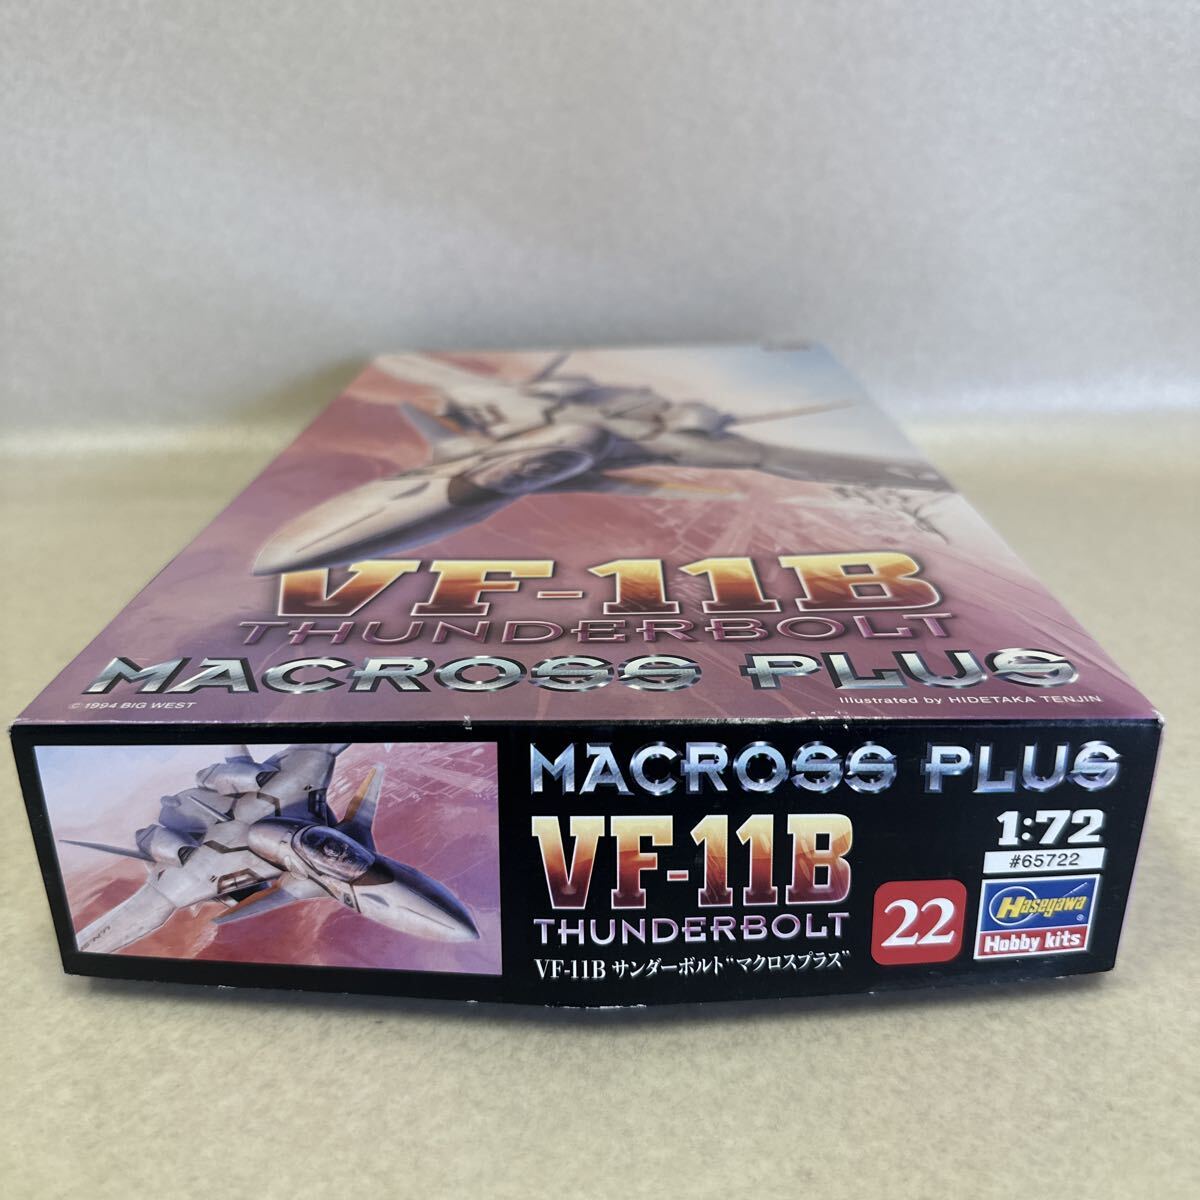 VF-11B
THUNDERBOLT
MACROSS PLUS
© 1994 BIG WEST
Illustrated by HIDETAKA TENJIN
MACROSS PLUS
VF-11B
THUNDERBOLT
VF-11B サンダーボルト"マクロスプラス"
22
1:72
#65722
Hasegawa
®
Hobby kits